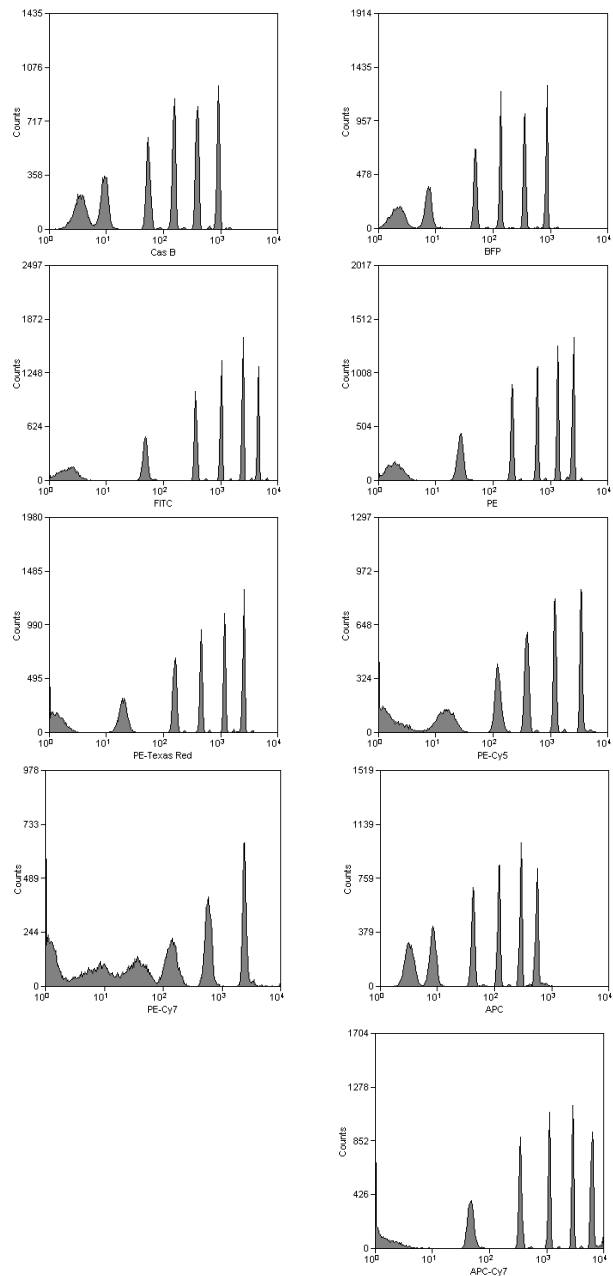 1435
1076
717
358
0
Counts
10⁰ 10¹ 10² 10³ 10⁴
Cas B
1914
1435
957
478
0
Counts
10⁰ 10¹ 10² 10³ 10⁴
BFP
2497
1872
1248
624
0
Counts
10⁰ 10¹ 10² 10³ 10⁴
FITC
2017
1512
1008
504
0
Counts
10⁰ 10¹ 10² 10³ 10⁴
PE
1980
1485
990
495
0
Counts
10⁰ 10¹ 10² 10³ 10⁴
PE-Texas Red
1297
972
648
324
0
Counts
10⁰ 10¹ 10² 10³ 10⁴
PE-Cy5
978
733
489
244
0
Counts
10⁰ 10¹ 10² 10³ 10⁴
PE-Cy7
1519
1139
759
379
0
Counts
10⁰ 10¹ 10² 10³ 10⁴
APC
1704
1278
852
426
0
Counts
10⁰ 10¹ 10² 10³ 10⁴
APC-Cy7